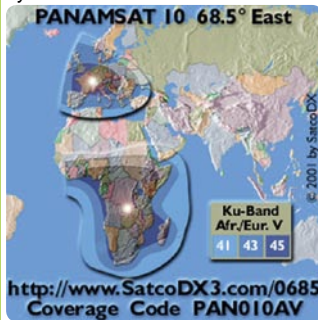 PANAMSAT 10 68.5° East
© 2001 by SatcoDX
Ku-Band
Afr./Eur. V
41 43 45
http://www.SatcoDX3.com/0685
Coverage Code PAN010AV